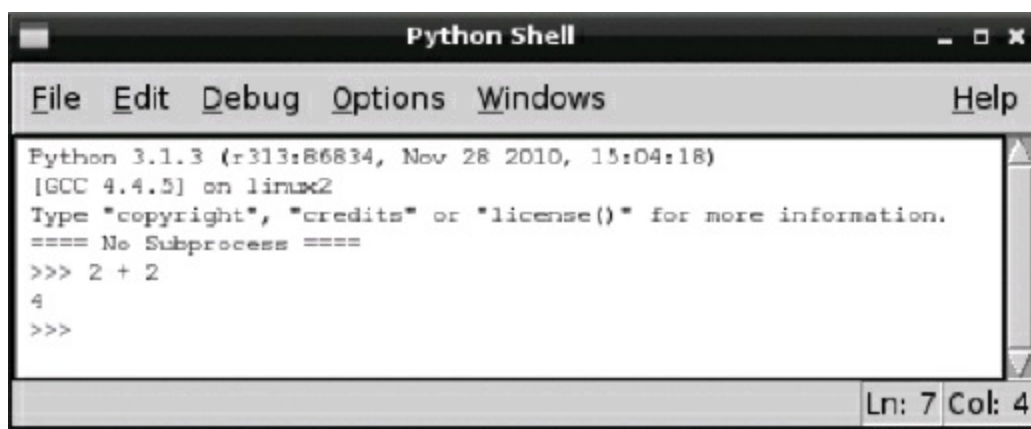 Python Shell
File Edit Debug Options Windows Help
Python 3.1.3 (r313:86834, Nov 28 2010, 15:04:18)
[GCC 4.4.5] on linux2
Type "copyright", "credits" or "license()" for more information.
==== No Subprocess ====
>>> 2 + 2
4
>>>
Ln: 7 Col: 4